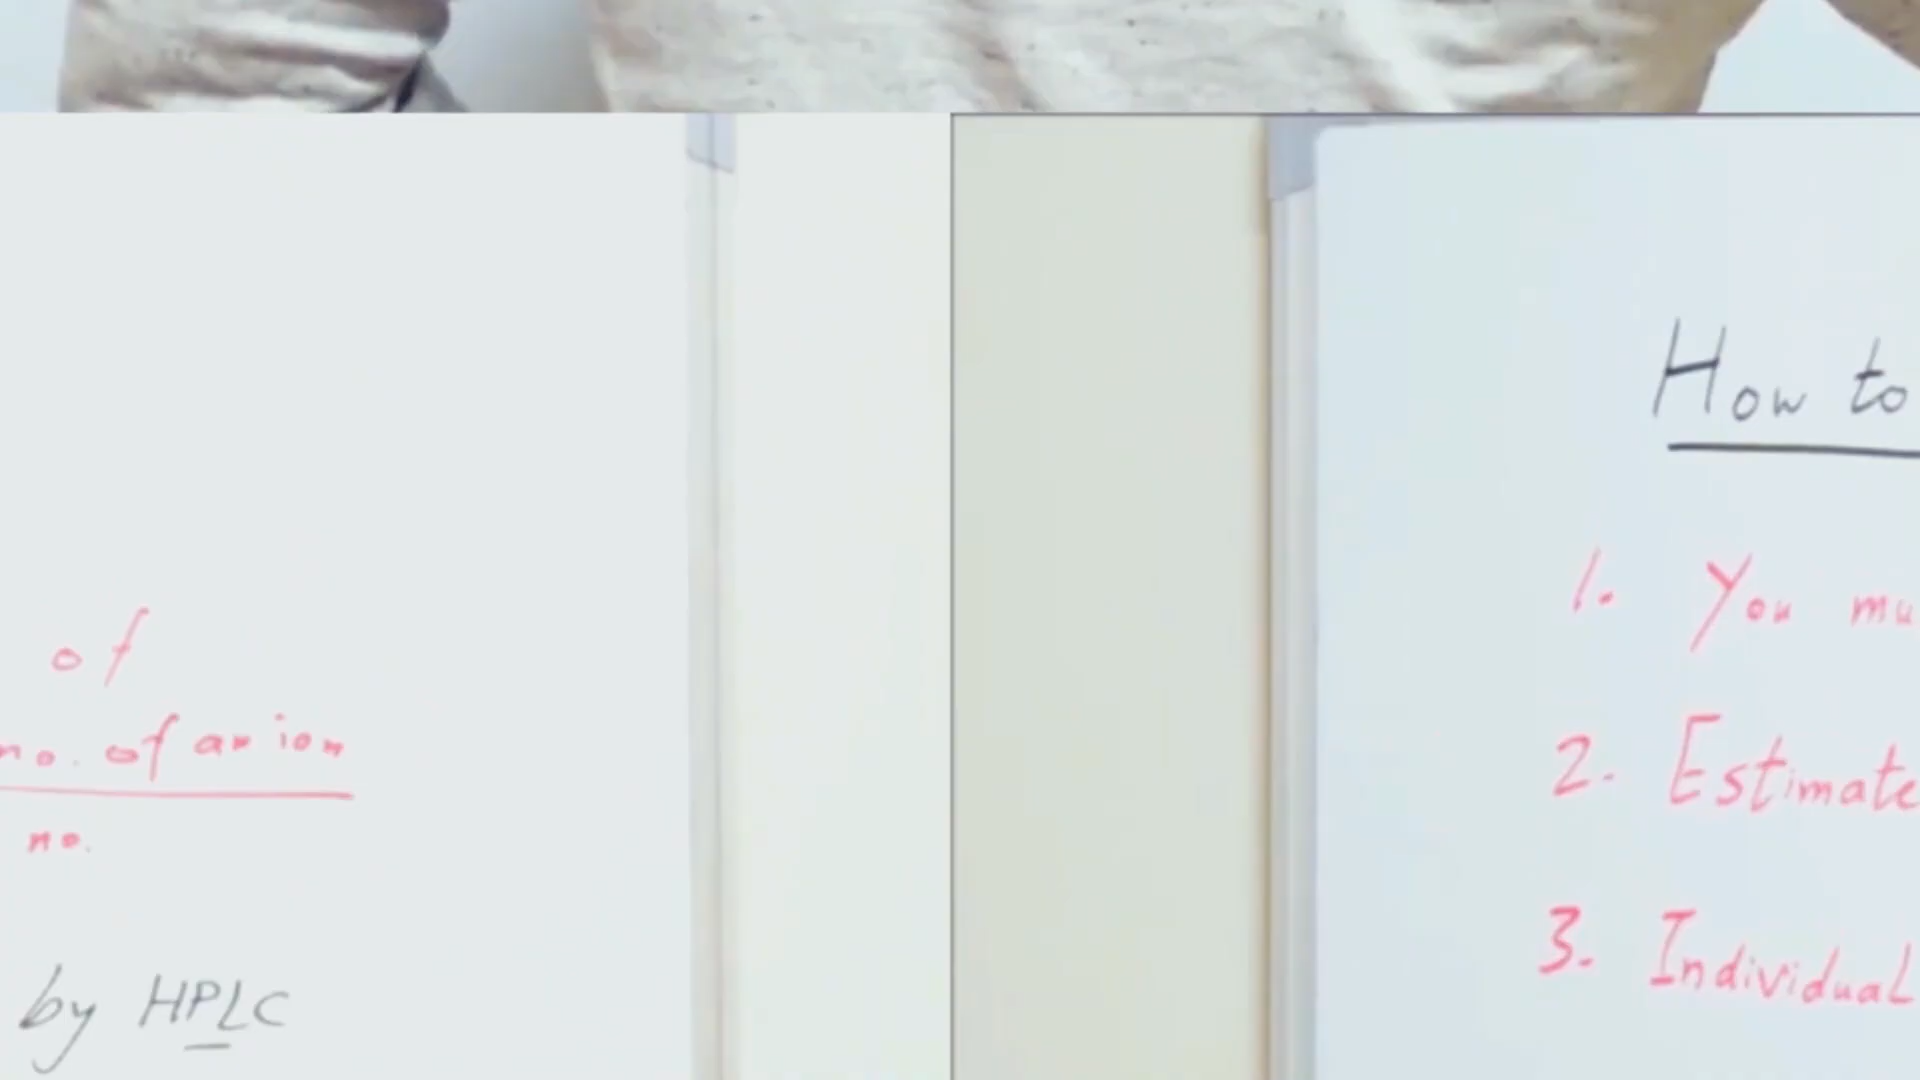 of
no. of anion
no.
by HPLC
How to
1. You mu
2. Estimate
3. Individual